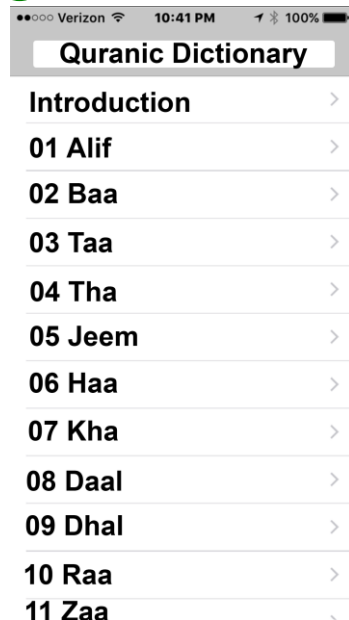 ●●○○○ Verizon 10:41 PM 100%
Quranic Dictionary
Introduction
01 Alif
02 Baa
03 Taa
04 Tha
05 Jeem
06 Haa
07 Kha
08 Daal
09 Dhal
10 Raa
11 Zaa